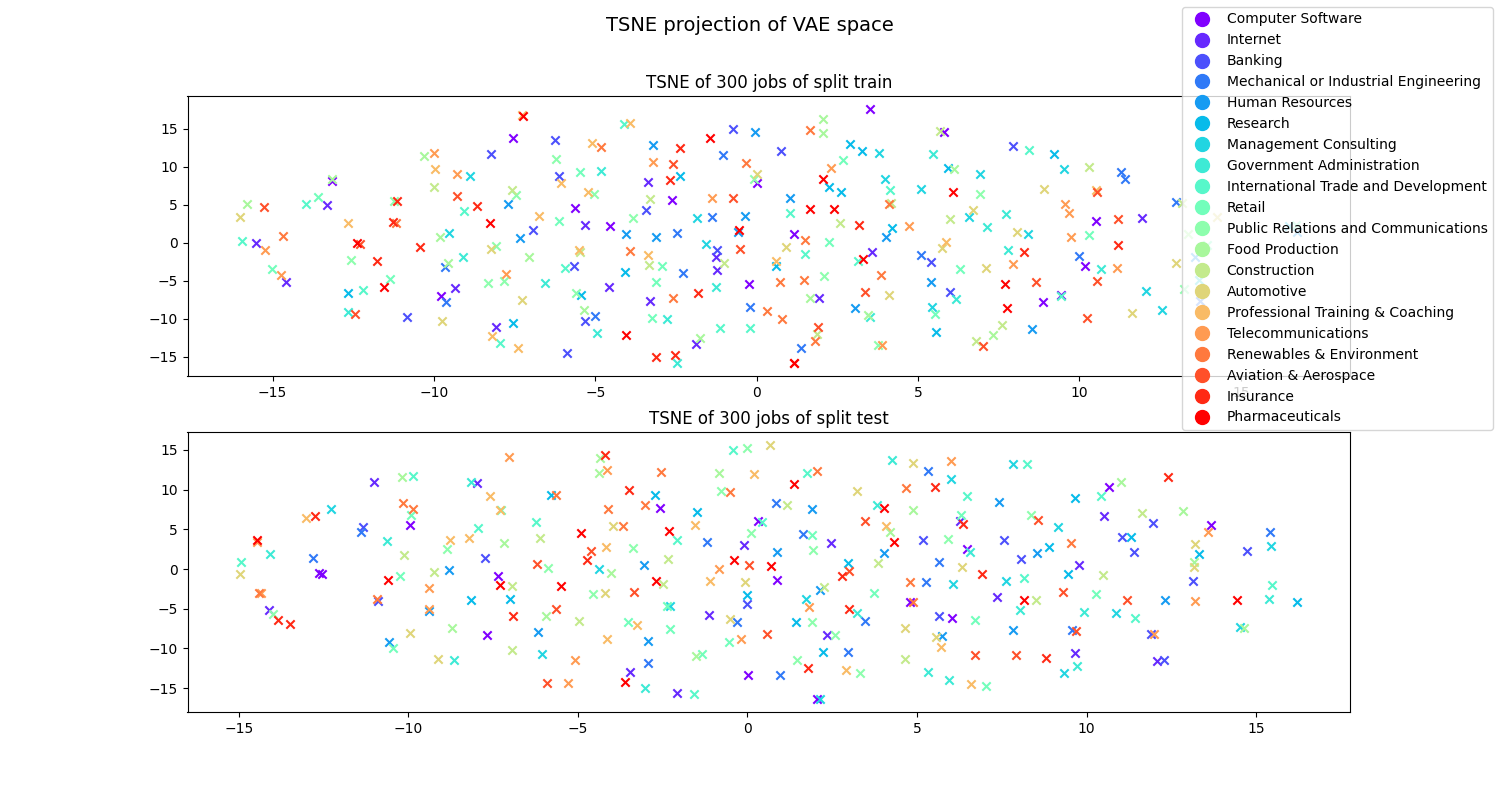 TSNE projection of VAE space
TSNE of 300 jobs of split train
15
10
5
0
−5
−10
−15
−15
−10
−5
0
5
10
15
Computer Software
Internet
Banking
Mechanical or Industrial Engineering
Human Resources
Research
Management Consulting
Government Administration
International Trade and Development
Retail
Public Relations and Communications
Food Production
Construction
Automotive
Professional Training & Coaching
Telecommunications
Renewables & Environment
Aviation & Aerospace
Insurance
Pharmaceuticals
TSNE of 300 jobs of split test
15
10
5
0
−5
−10
−15
−15
−10
−5
0
5
10
15